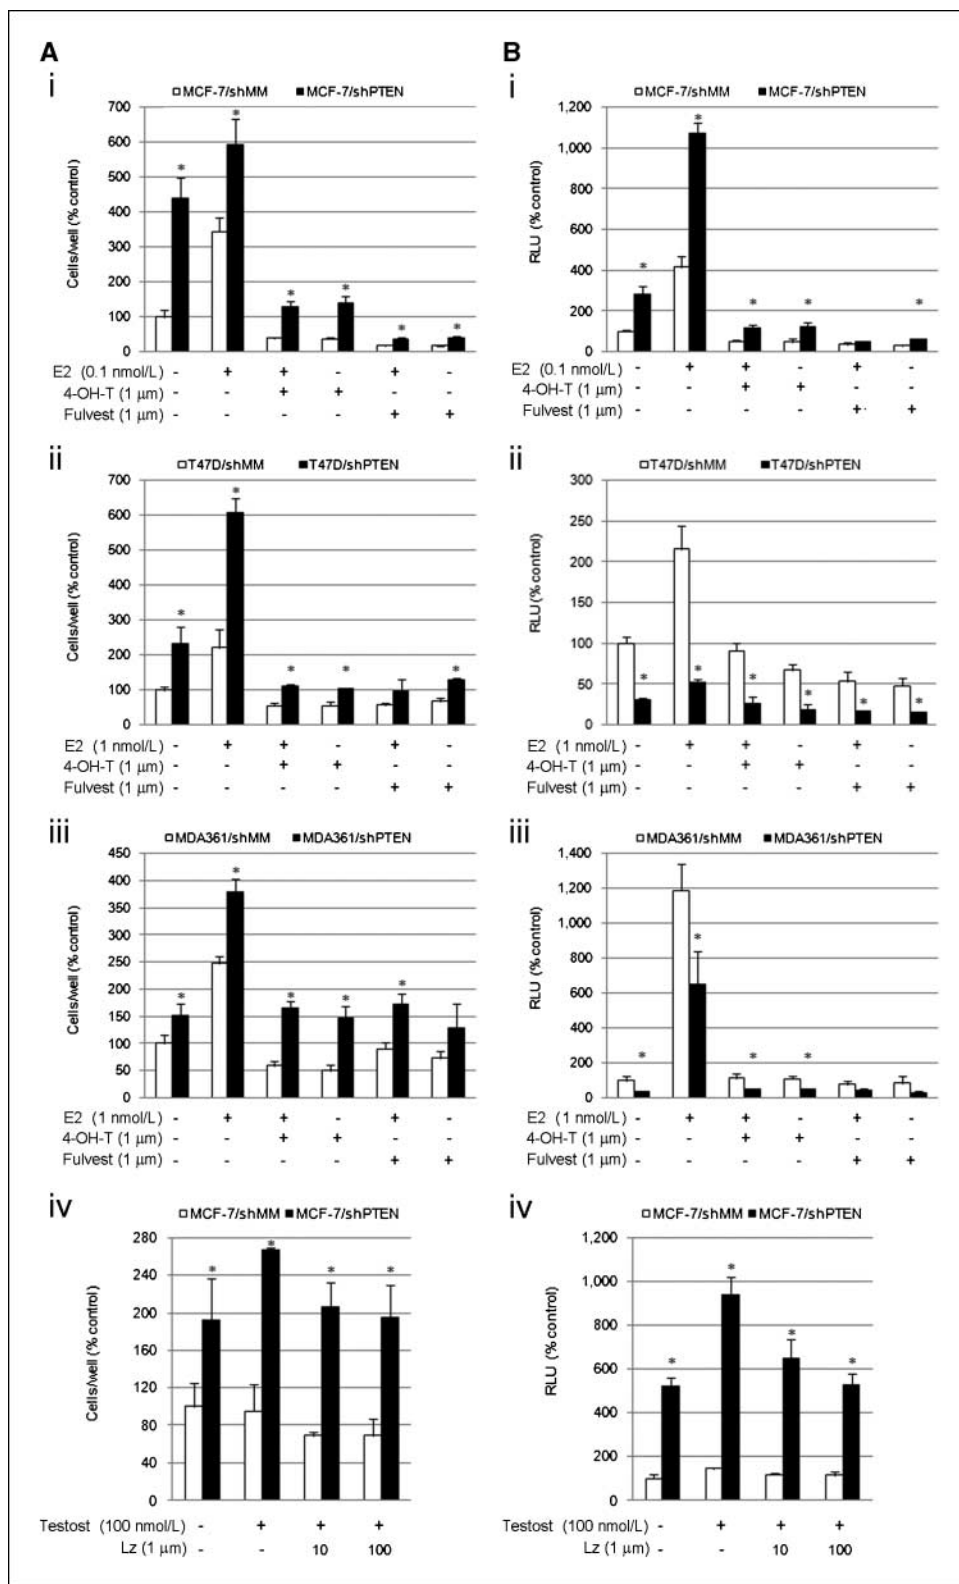 A
i
□MCF-7/shMM ■MCF-7/shPTEN
Cells/well (% control)
700
600
500
400
300
200
100
0
* * * * * *
E2 (0.1 nmol/L) - + + - + -
4-OH-T (1 μm) - - + + - -
Fulvest (1 μm) - - - - + +
ii
□T47D/shMM ■T47D/shPTEN
Cells/well (% control)
700
600
500
400
300
200
100
0
* * * * *
E2 (1 nmol/L) - + + - + -
4-OH-T (1 μm) - - + + - -
Fulvest (1 μm) - - - - + +
iii
□MDA361/shMM ■MDA361/shPTEN
Cells/well (% control)
450
400
350
300
250
200
150
100
50
0
* * * * *
E2 (1 nmol/L) - + + - + -
4-OH-T (1 μm) - - + + - -
Fulvest (1 μm) - - - - + +
iv
□MCF-7/shMM ■MCF-7/shPTEN
Cells/well (% control)
280
240
200
160
120
80
40
0
* * * *
Testost (100 nmol/L) - + + +
Lz (1 μm) - - 10 100
B
i
□MCF-7/shMM ■MCF-7/shPTEN
RLU (% control)
1,200
1,000
800
600
400
200
0
* * * * *
E2 (0.1 nmol/L) - + + - + -
4-OH-T (1 μm) - - + + - -
Fulvest (1 μm) - - - - +· +
ii
□T47D/shMM ■T47D/shPTEN
RLU (% control)
300
250
200
150
100
50
0
* * * * * *
E2 (1 nmol/L) - + + - + -
4-OH-T (1 μm) - - + + - -
Fulvest (1 μm) - - - - + +
iii
□MDA361/shMM ■MDA361/shPTEN
RLU (% control)
1,400
1,200
1,000
800
600
400
200
0
* * * *
E2 (1 nmol/L) - + + - + -
4-OH-T (1 μm) - - + + - -
Fulvest (1 μm) - - - - + +
iv
□MCF-7/shMM ■MCF-7/shPTEN
RLU (% control)
1,200
1,000
800
600
400
200
0
* * * *
Testost (100 nmol/L) - + + +
Lz (1 μm) - - 10 100